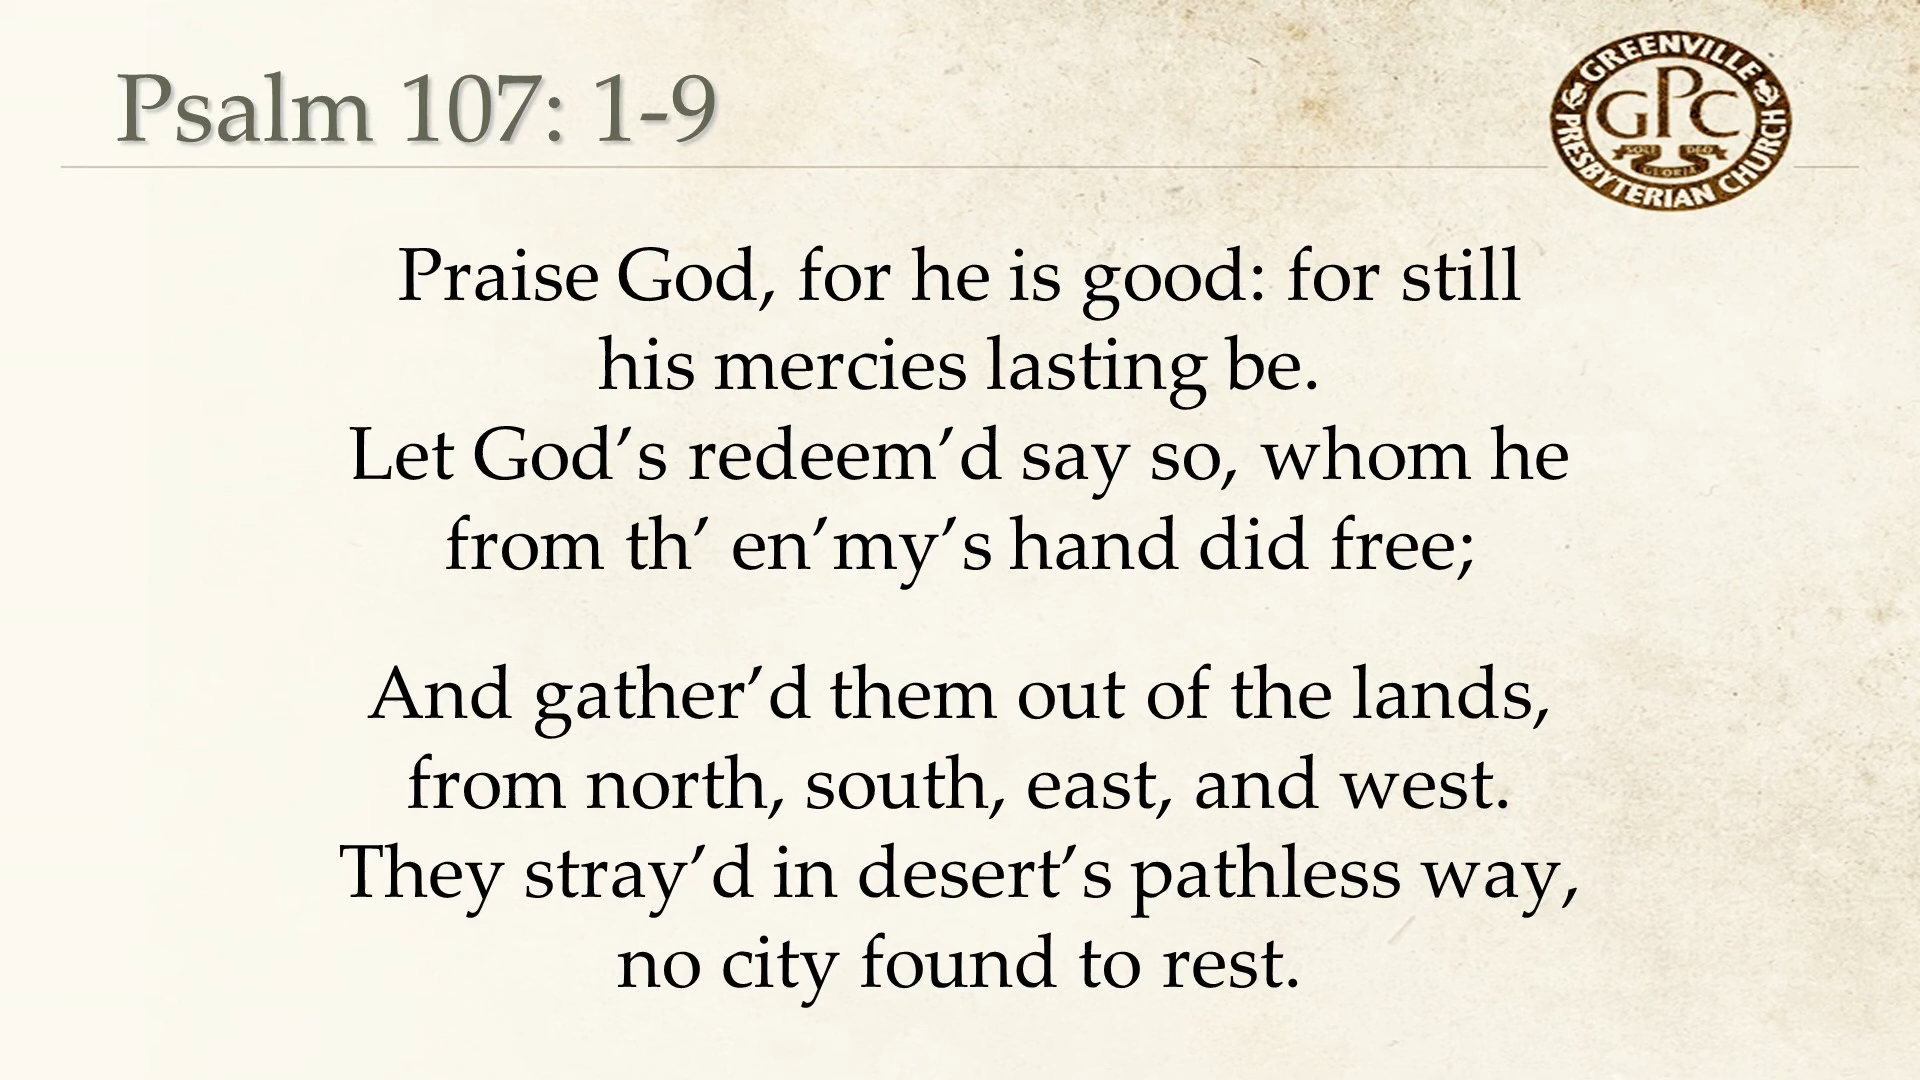 Psalm 107: 1-9
GREENVILLE
GPC
SOLI DEO
GLORIA
PRESBYTERIAN CHURCH
Praise God, for he is good: for still
his mercies lasting be.
Let God’s redeem’d say so, whom he
from th’ en’my’s hand did free;
And gather’d them out of the lands,
from north, south, east, and west.
They stray’d in desert’s pathless way,
no city found to rest.